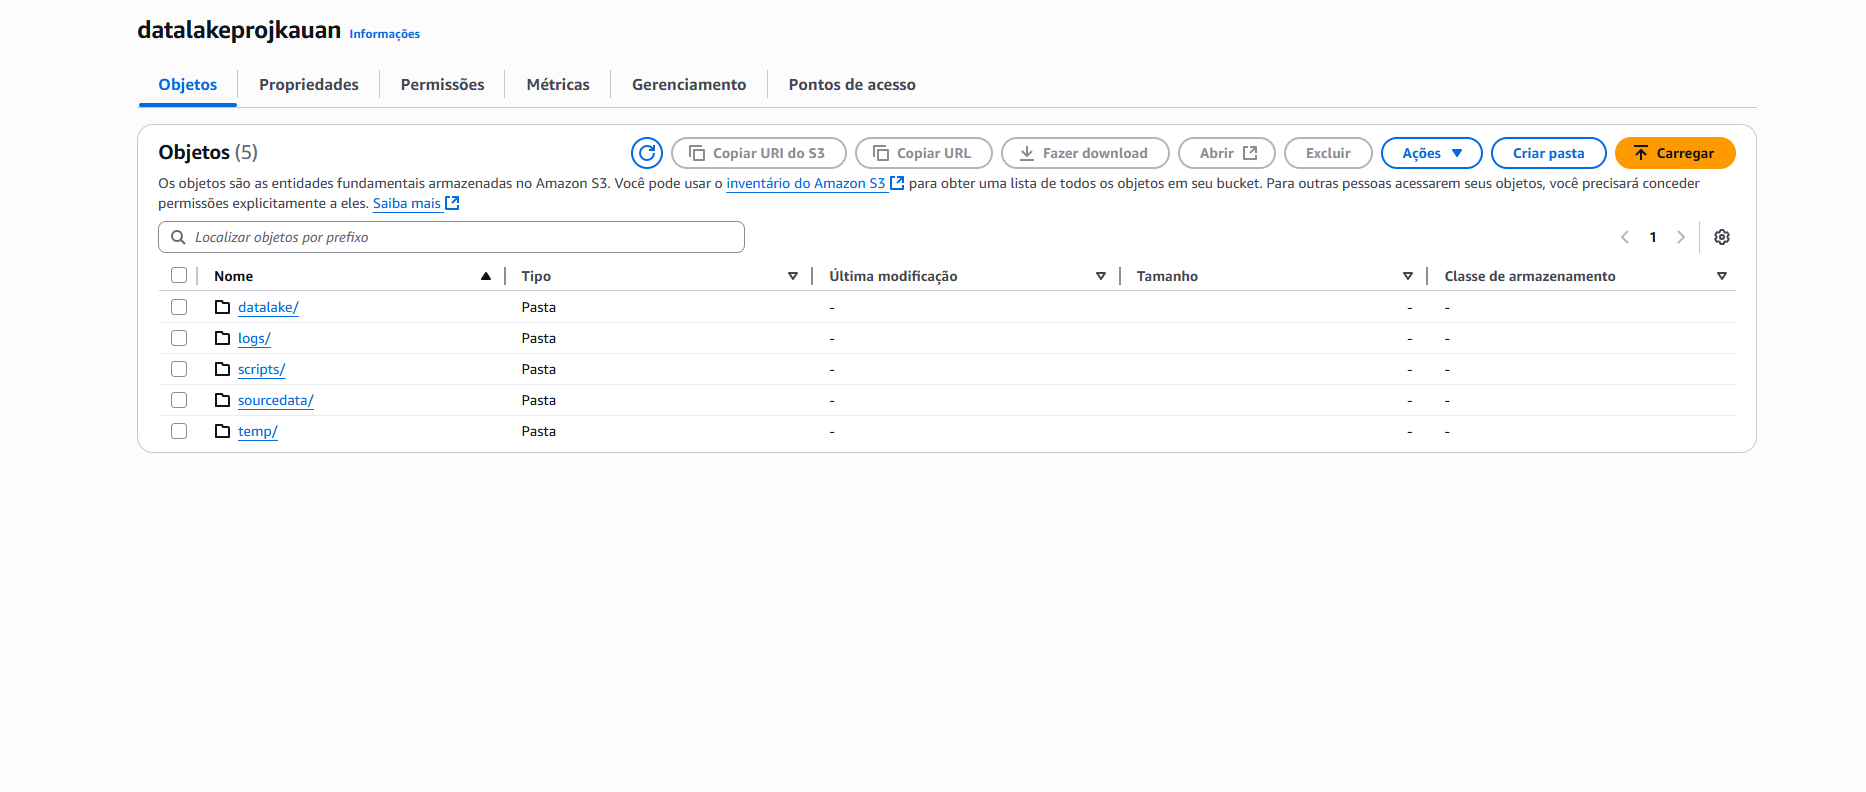 datalakeprojkauan Informações
Objetos Propriedades Permissões Métricas Gerenciamento Pontos de acesso
Objetos (5) Copiar URI do S3 Copiar URL Fazer download Abrir Excluir Ações Criar pasta Carregar
Os objetos são as entidades fundamentais armazenadas no Amazon S3. Você pode usar o inventário do Amazon S3 para obter uma lista de todos os objetos em seu bucket. Para outras pessoas acessarem seus objetos, você precisará conceder
permissões explicitamente a eles. Saiba mais
Localizar objetos por prefixo 1
Nome Tipo Última modificação Tamanho Classe de armazenamento
datalake/ Pasta - - -
logs/ Pasta - - -
scripts/ Pasta - - -
sourcedata/ Pasta - - -
temp/ Pasta - - -